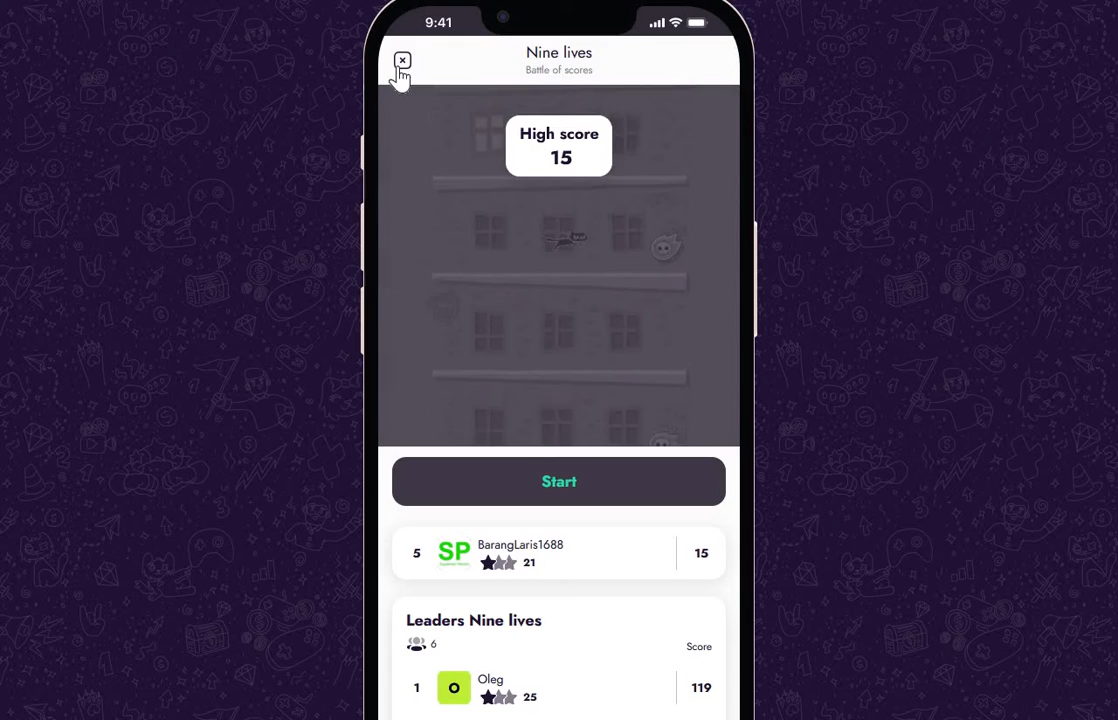 9:41
Nine lives
Battle of scores
High score
15
Start
5
SP
BarangLaris1688
21
15
Leaders Nine lives
6
Score
1
O
Oleg
25
119